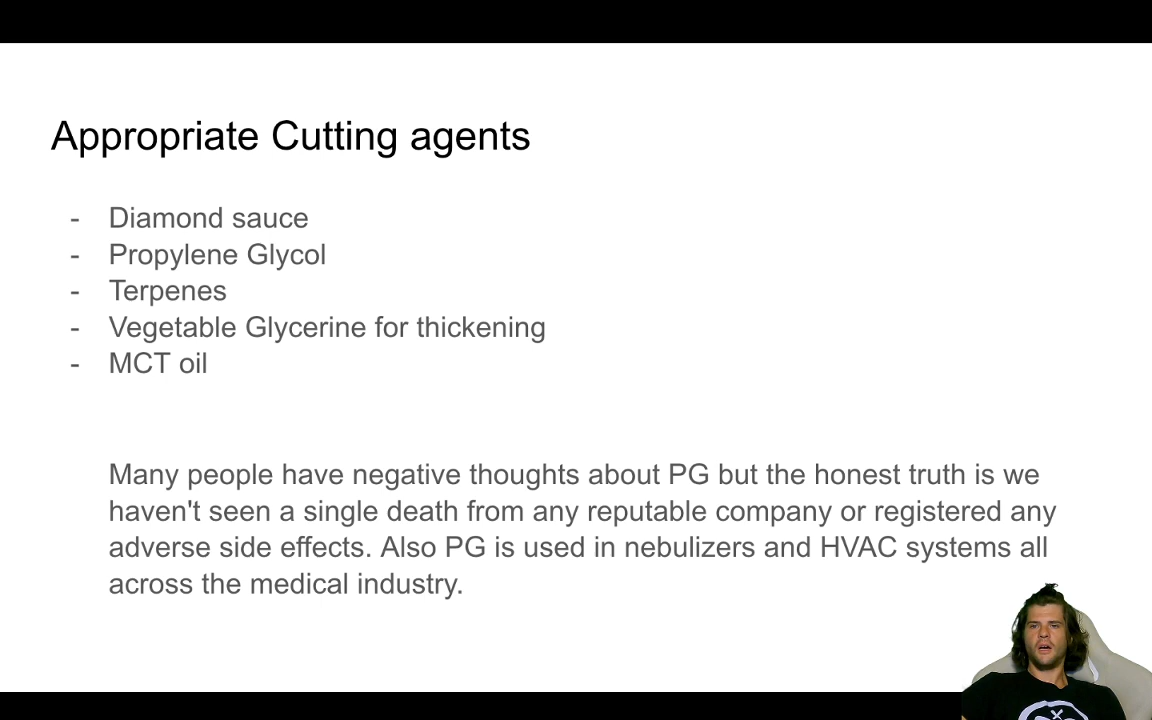 Appropriate Cutting agents
- Diamond sauce
- Propylene Glycol
- Terpenes
- Vegetable Glycerine for thickening
- MCT oil
Many people have negative thoughts about PG but the honest truth is we
haven't seen a single death from any reputable company or registered any
adverse side effects. Also PG is used in nebulizers and HVAC systems all
across the medical industry.